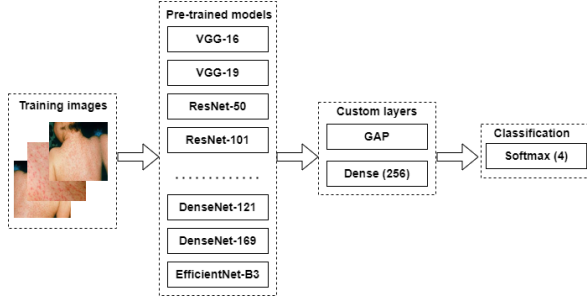 Training images
Pre-trained models
VGG-16
VGG-19
ResNet-50
ResNet-101
. . . . . . . . . . . .
DenseNet-121
DenseNet-169
EfficientNet-B3
Custom layers
GAP
Dense (256)
Classification
Softmax (4)